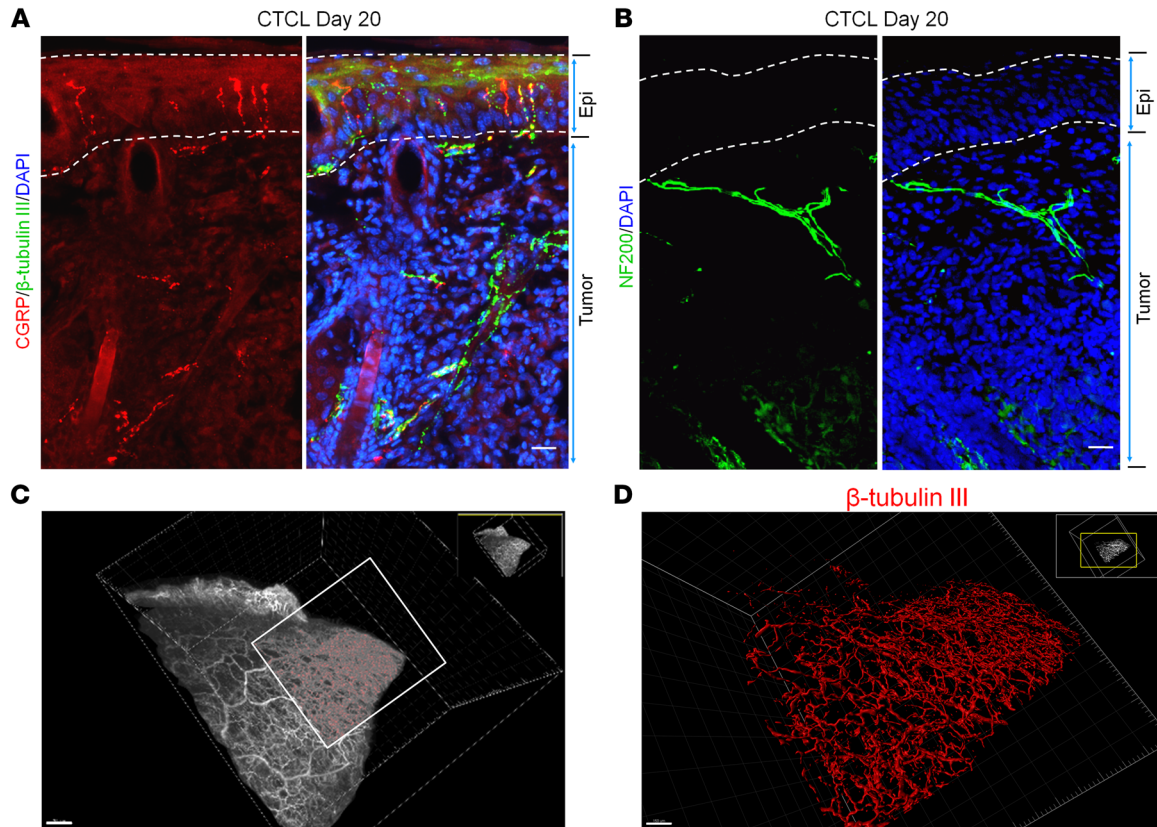 A
CTCL Day 20
CGRP/β-tubulin III/DAPI
Epi
Tumor
B
CTCL Day 20
NF200/DAPI
Epi
Tumor
C
D
β-tubulin III